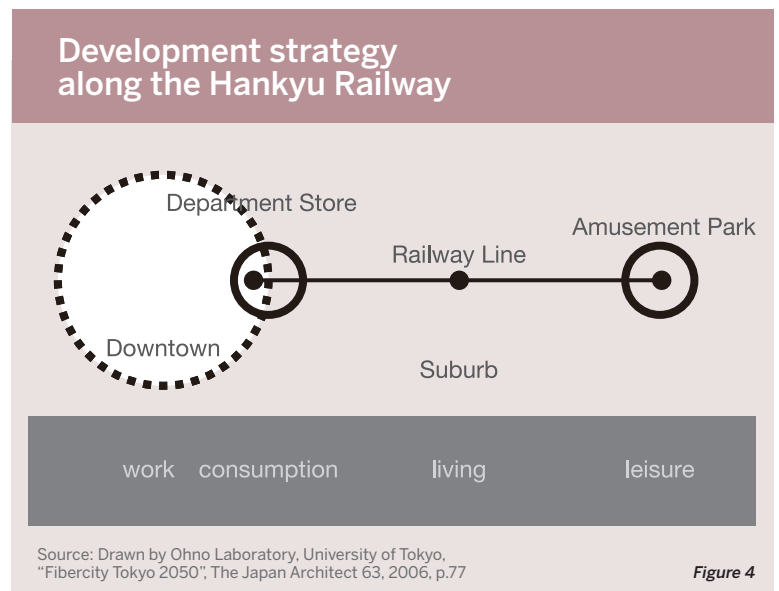 Development strategy
along the Hankyu Railway
Department Store
Amusement Park
Railway Line
Downtown
Suburb
work consumption living leisure
Source: Drawn by Ohno Laboratory, University of Tokyo,
“Fibercity Tokyo 2050”, The Japan Architect 63, 2006, p.77
Figure 4